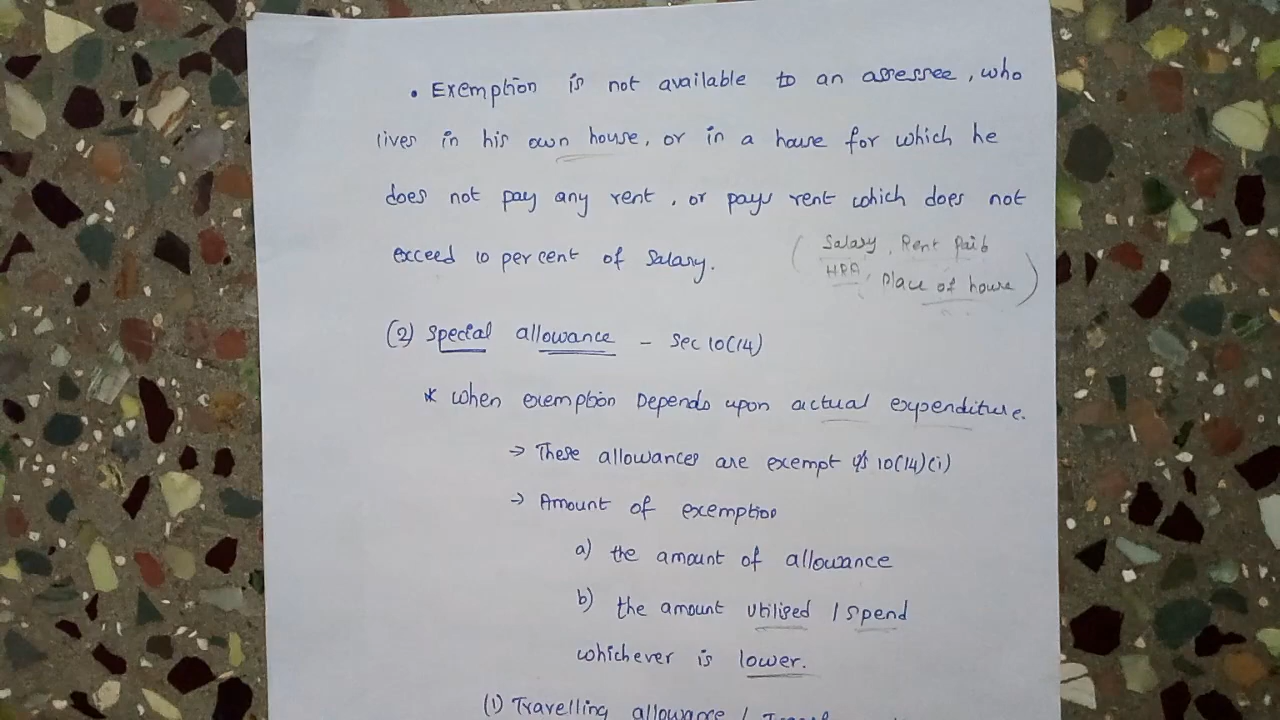 • Exemption is not available to an assessee, who
lives in his own house, or in a house for which he
does not pay any rent, or pays rent which does not
exceed 10 per cent of Salary.
(Salary, Rent Paid
HRA, Place of house)
(2) Special allowance - Sec 10(14)
* When exemption Depends upon actual expenditure.
→ These allowances are exempt u/s 10(14)(i)
→ Amount of exemption
a) the amount of allowance
b) the amount utilised / spend
whichever is lower.
(1) Travelling allowance /